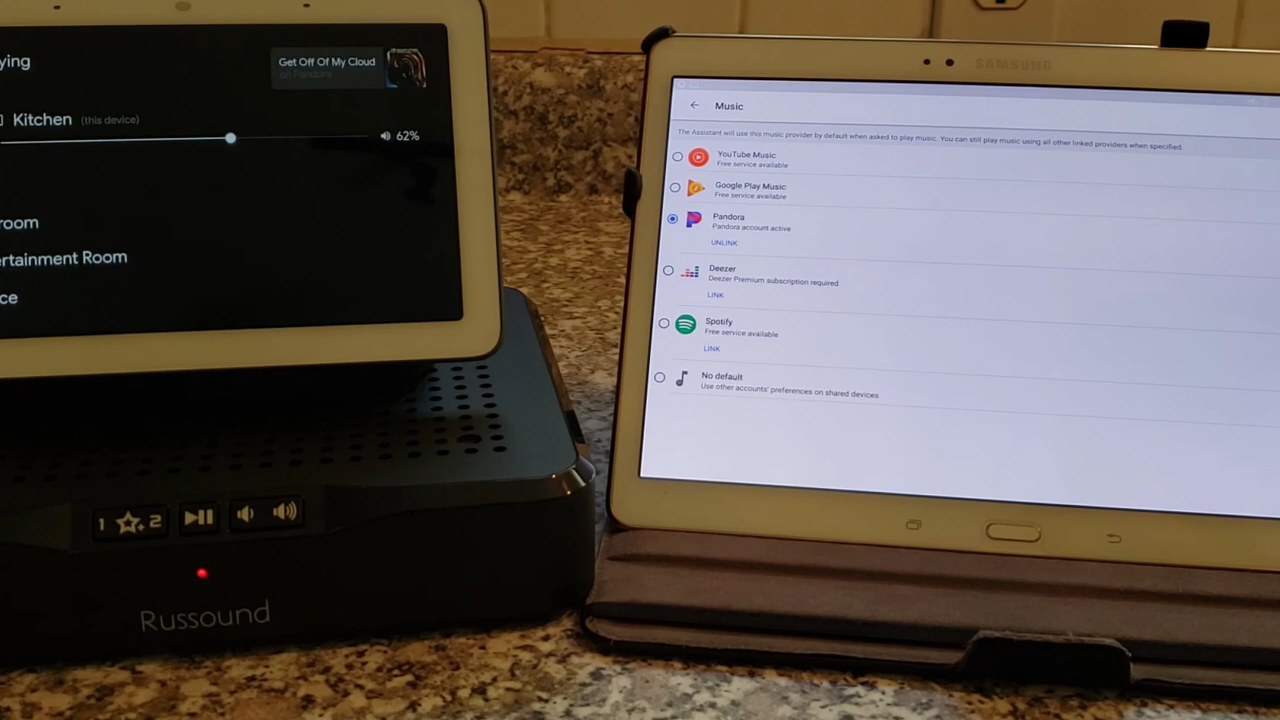 ying
Get Off Of My Cloud
on Pandora
Kitchen (this device)
62%
room
ertainment Room
ce
1 2
Russound
SAMSUNG
Music
The Assistant will use this music provider by default when asked to play music. You can still play music using all other linked providers when specified.
YouTube Music
Free service available
Google Play Music
Free service available
Pandora
Pandora account active
UNLINK
Deezer
Deezer Premium subscription required
LINK
Spotify
Free service available
LINK
No default
Use other accounts' preferences on shared devices